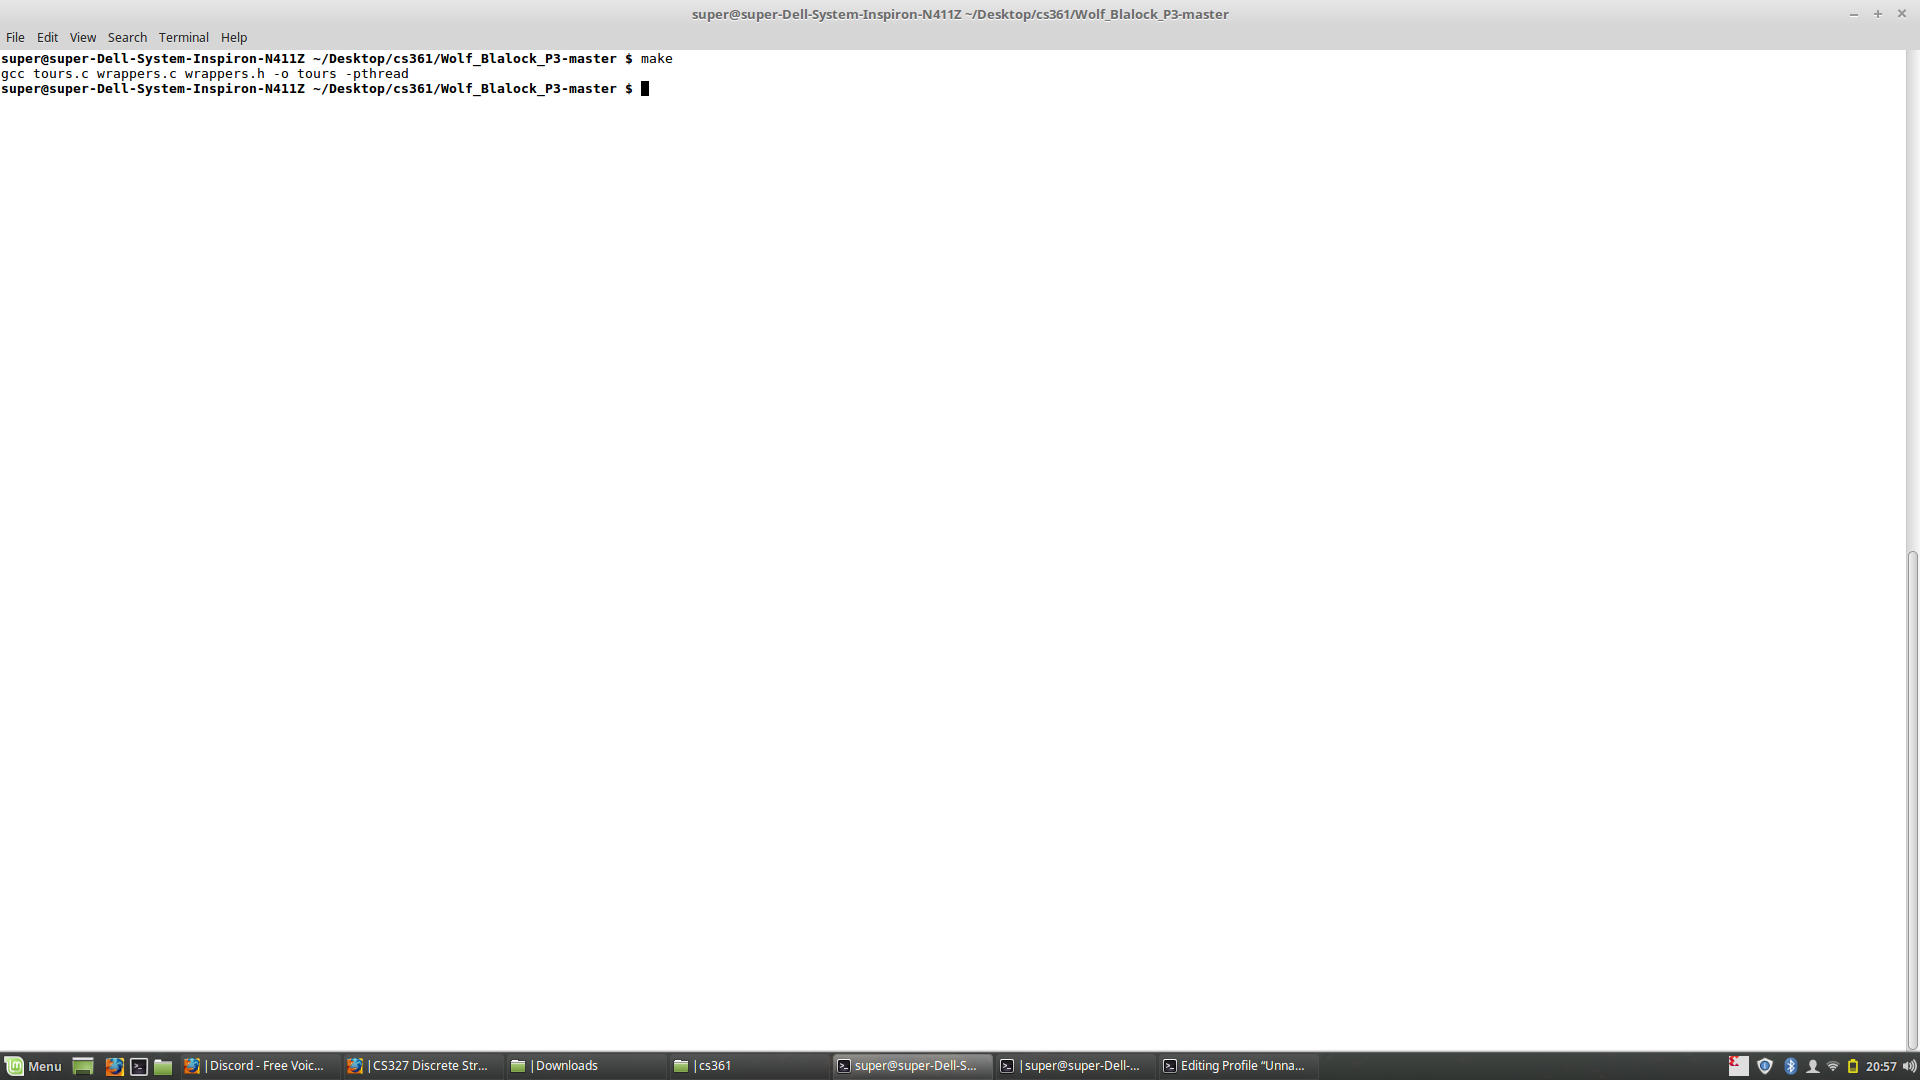 super@super-Dell-System-Inspiron-N411Z ~/Desktop/cs361/Wolf_Blalock_P3-master
File Edit View Search Terminal Help
super@super-Dell-System-Inspiron-N411Z ~/Desktop/cs361/Wolf_Blalock_P3-master $ make
gcc tours.c wrappers.c wrappers.h -o tours -pthread
super@super-Dell-System-Inspiron-N411Z ~/Desktop/cs361/Wolf_Blalock_P3-master $
Menu |Discord - Free Voic... |CS327 Discrete Str... |Downloads |cs361 super@super-Dell-S... |super@super-Dell-... Editing Profile “Unna... 20:57